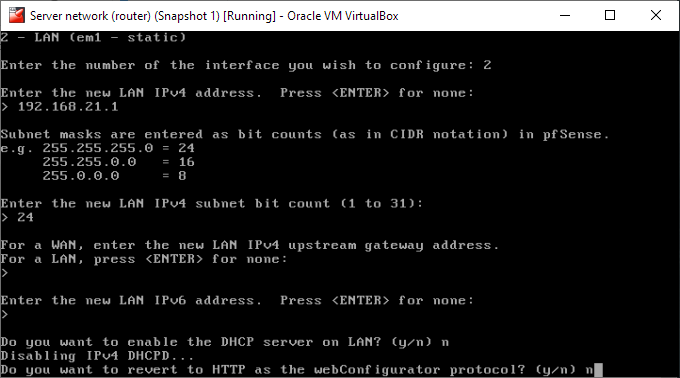 Server network (router) (Snapshot 1) [Running] - Oracle VM VirtualBox
2 - LAN (em1 - static)
Enter the number of the interface you wish to configure: 2
Enter the new LAN IPv4 address.  Press <ENTER> for none:
> 192.168.21.1
Subnet masks are entered as bit counts (as in CIDR notation) in pfSense.
e.g. 255.255.255.0 = 24
     255.255.0.0   = 16
     255.0.0.0     = 8
Enter the new LAN IPv4 subnet bit count (1 to 31):
> 24
For a WAN, enter the new LAN IPv4 upstream gateway address.
For a LAN, press <ENTER> for none:
>
Enter the new LAN IPv6 address.  Press <ENTER> for none:
>
Do you want to enable the DHCP server on LAN? (y/n) n
Disabling IPv4 DHCPD...
Do you want to revert to HTTP as the webConfigurator protocol? (y/n) n